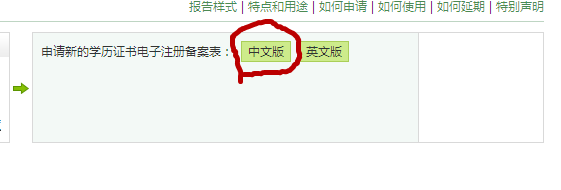 报告样式 | 特点和用途 | 如何申请 | 如何使用 | 如何延期 | 特别声明
申请新的学历证书电子注册备案表： 中文版 英文版